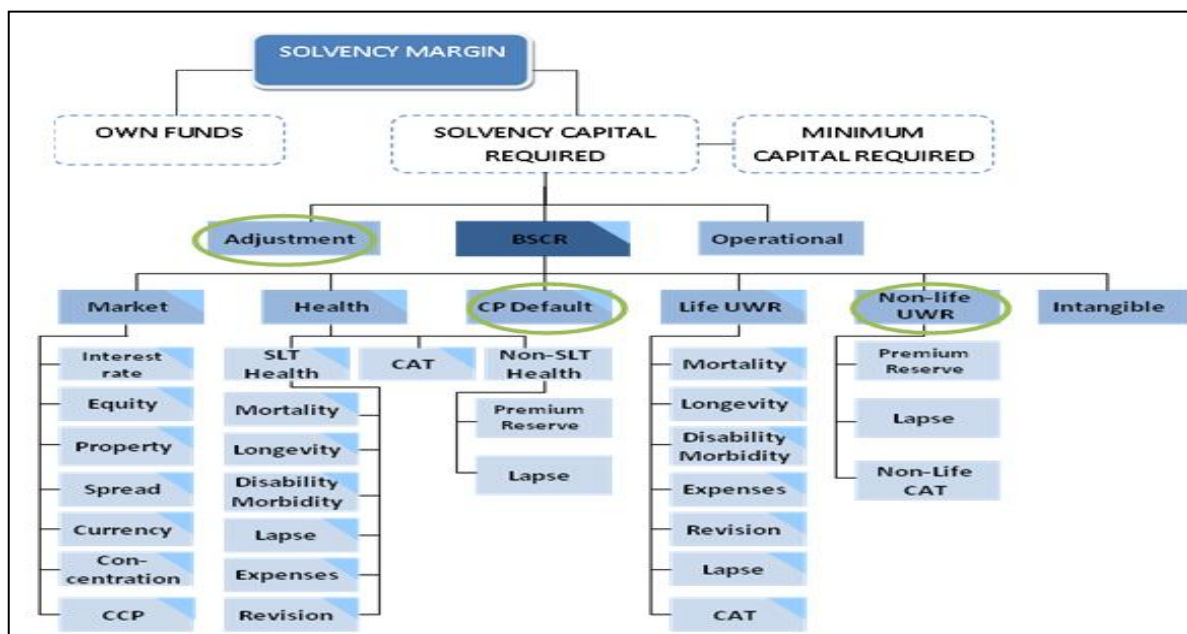 SOLVENCY MARGIN
OWN FUNDS
SOLVENCY CAPITAL
REQUIRED
MINIMUM
CAPITAL REQUIRED
Adjustment
BSCR
Operational
Market
Health
CP Default
Life UWR
Non-life
UWR
Intangible
Interest
rate
Equity
Property
Spread
Currency
Con-
centration
CCP
SLT
Health
Mortality
Longevity
Disability
Morbidity
Lapse
Expenses
Revision
CAT
Non-SLT
Health
Premium
Reserve
Lapse
Mortality
Longevity
Disability
Morbidity
Expenses
Revision
Lapse
CAT
Premium
Reserve
Lapse
Non-Life
CAT